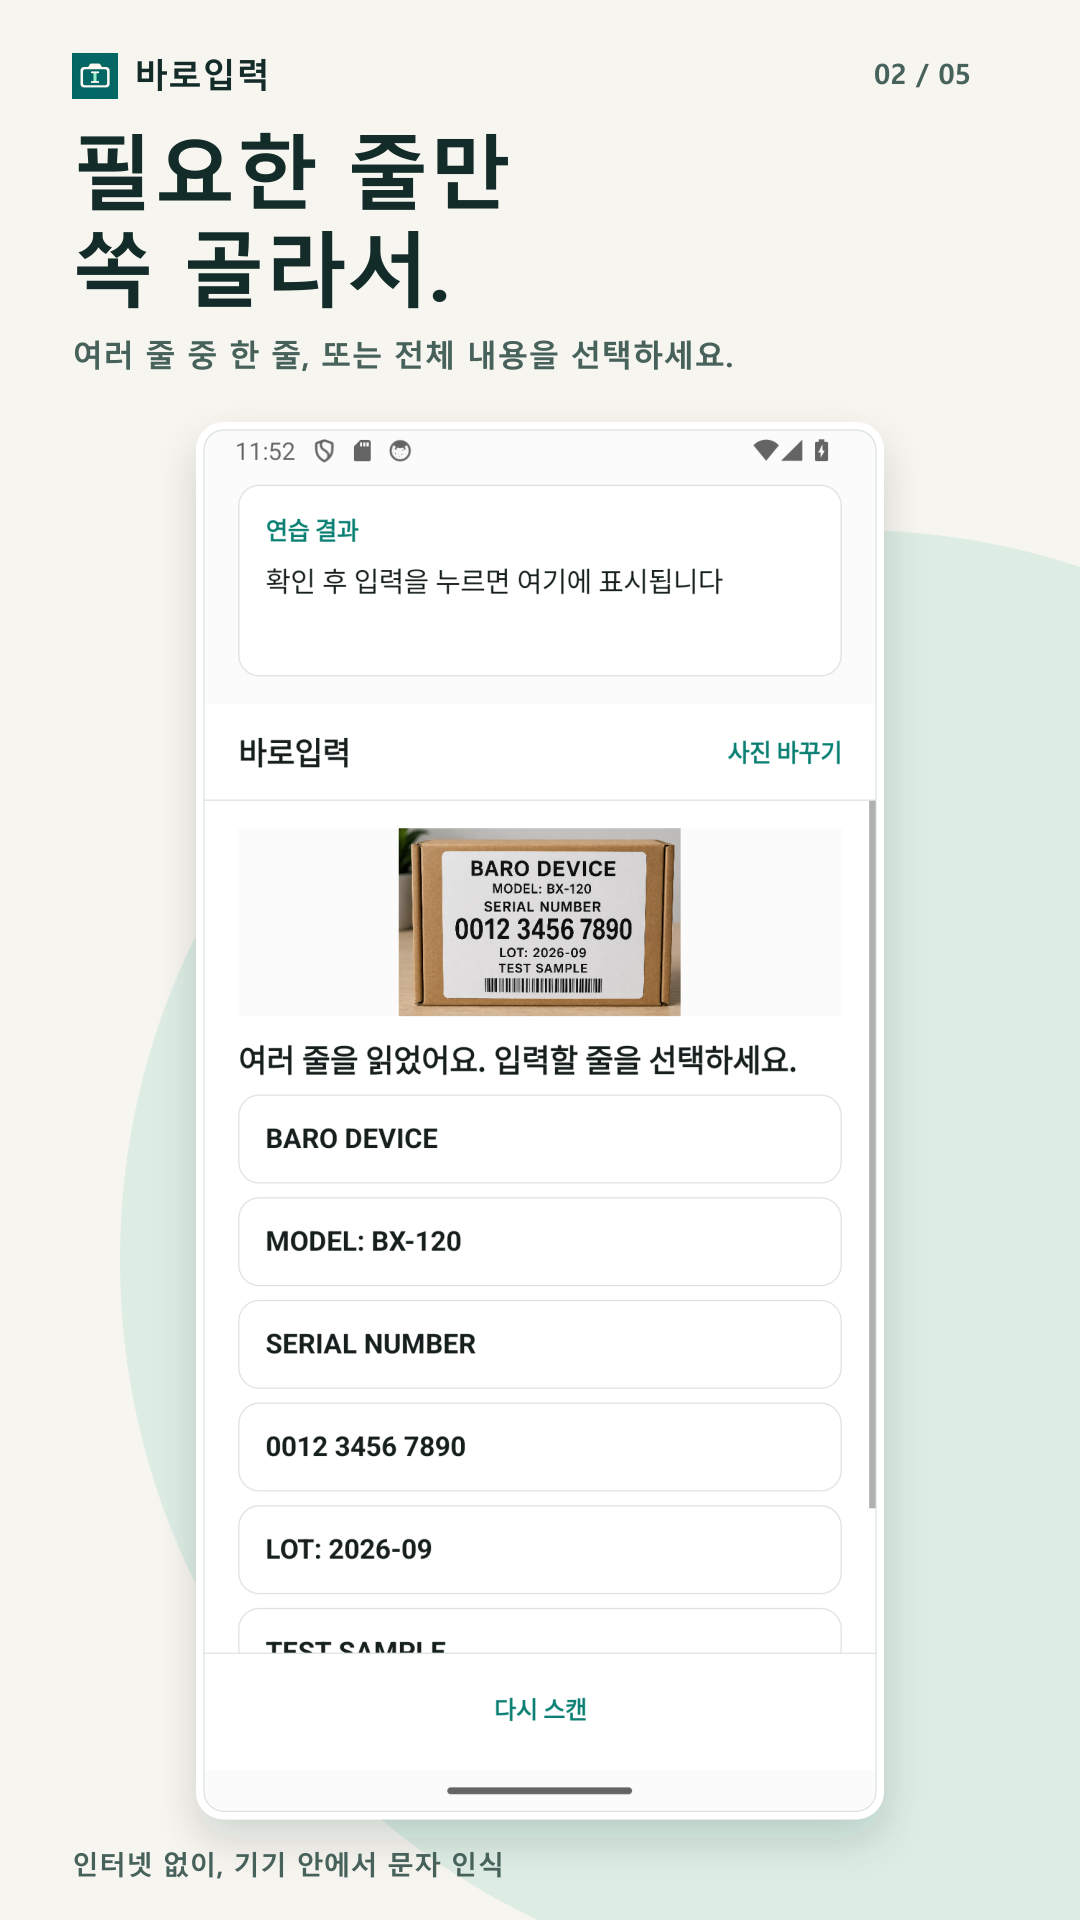 바로입력
02 / 05
필요한 줄만
쏙 골라서.
여러 줄 중 한 줄, 또는 전체 내용을 선택하세요.
11:52
연습 결과
확인 후 입력을 누르면 여기에 표시됩니다
바로입력
사진 바꾸기
BARO DEVICE
MODEL: BX-120
SERIAL NUMBER
0012 3456 7890
LOT: 2026-09
TEST SAMPLE
여러 줄을 읽었어요. 입력할 줄을 선택하세요.
BARO DEVICE
MODEL: BX-120
SERIAL NUMBER
0012 3456 7890
LOT: 2026-09
TEST SAMPLE
다시 스캔
인터넷 없이, 기기 안에서 문자 인식